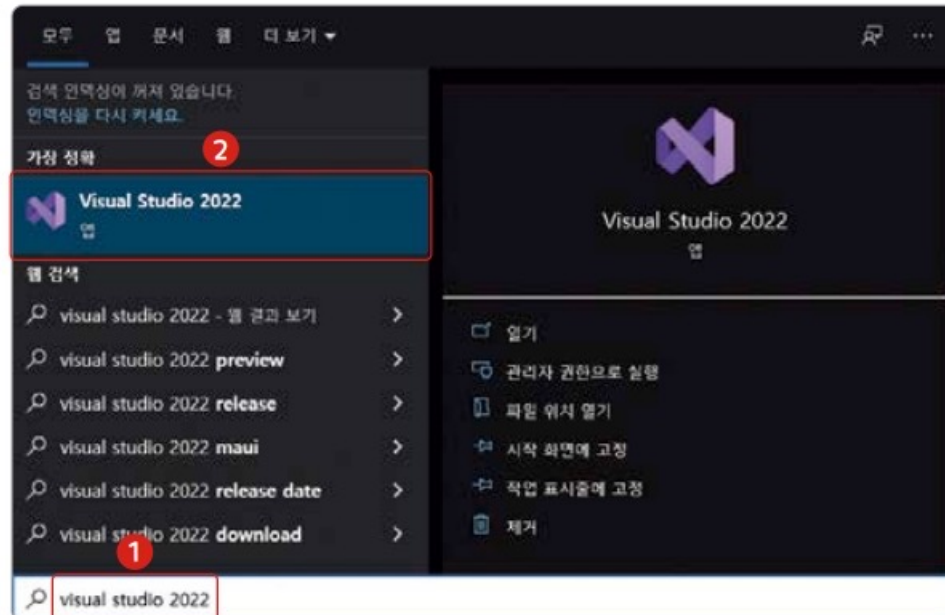 모두 앱 문서 웹 더 보기
검색 인덱싱이 꺼져 있습니다.
인덱싱을 다시 켜세요.
가장 정확
2
Visual Studio 2022
앱
웹 검색
visual studio 2022 - 웹 결과 보기
visual studio 2022 preview
visual studio 2022 release
visual studio 2022 maui
visual studio 2022 release date
visual studio 2022 download
1
visual studio 2022
Visual Studio 2022
앱
열기
관리자 권한으로 실행
파일 위치 열기
시작 화면에 고정
작업 표시줄에 고정
제거